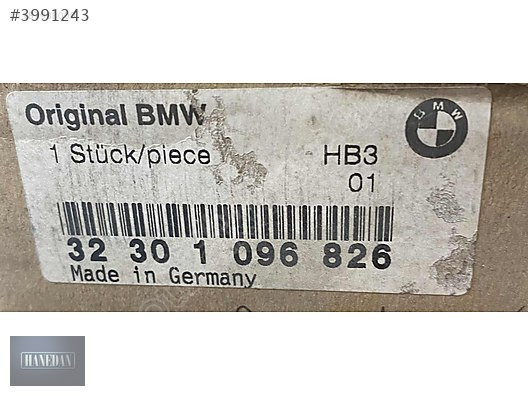 #3991243
Original BMW
BMW
1 Stück/piece HB3
01
32 30 1 096 826
Made in Germany
HANEDAN